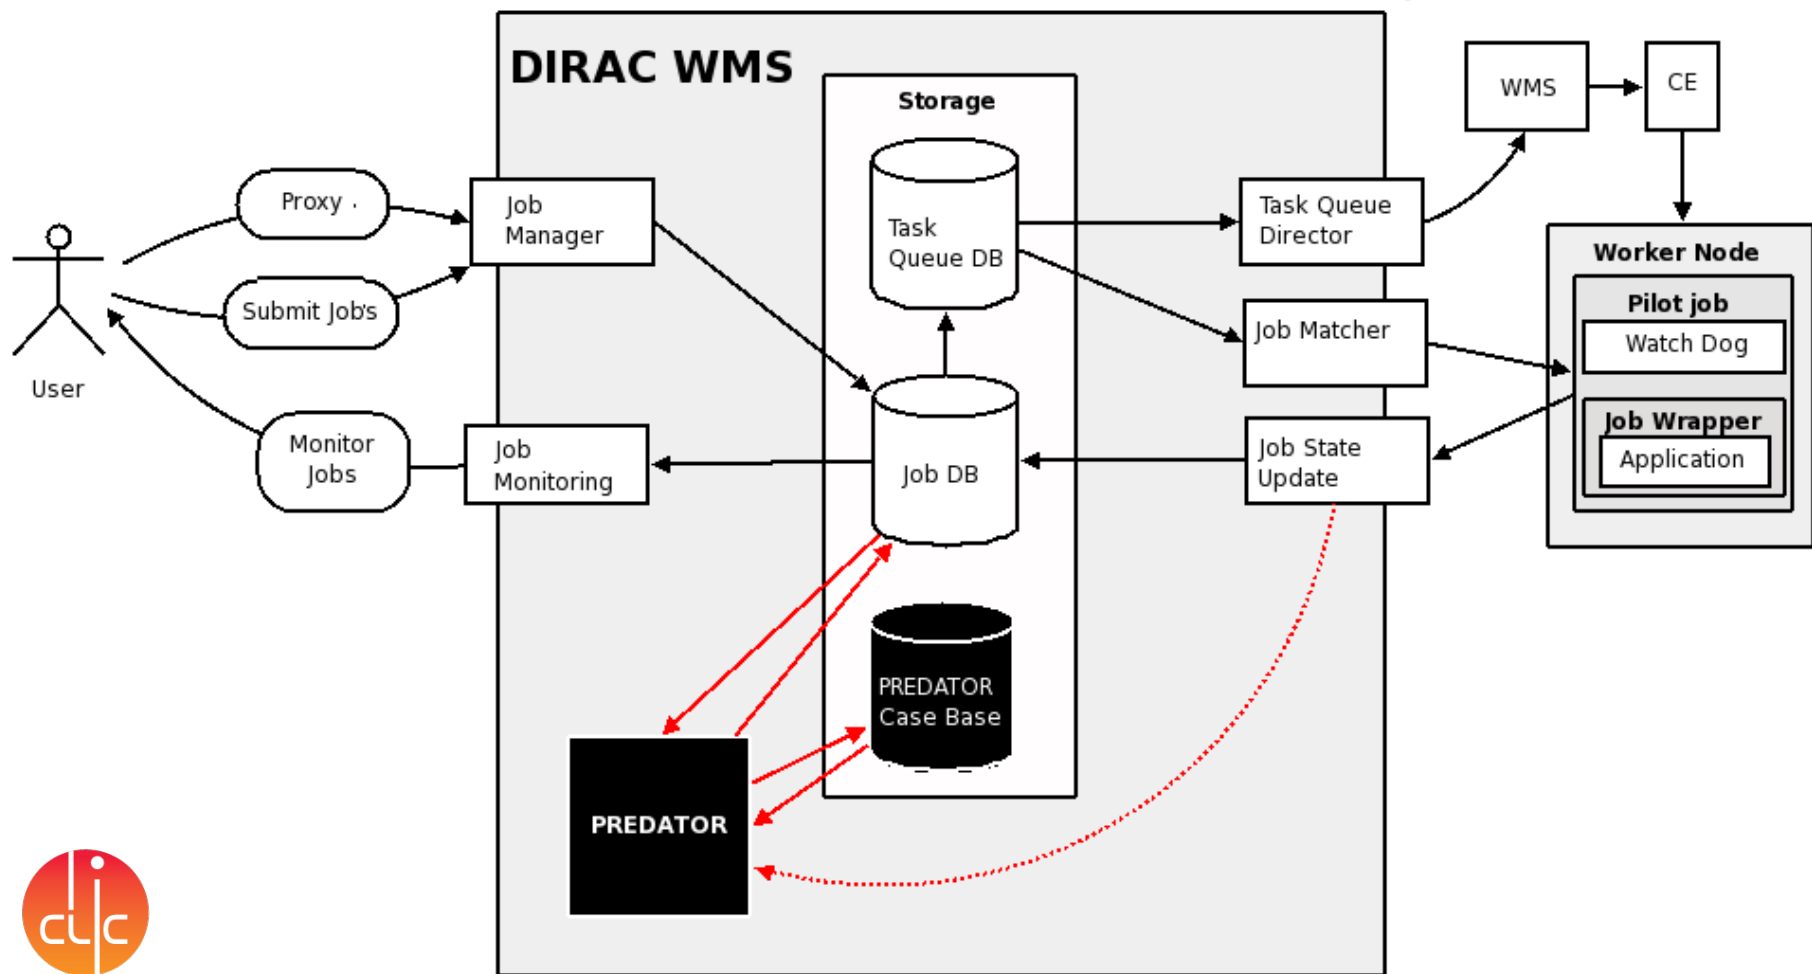 DIRAC WMS
Storage
WMS
CE
Proxy .
Job
Manager
Task
Queue DB
Task Queue
Director
Worker Node
Pilot job
Watch Dog
Submit Job's
Job Matcher
User
Monitor
Jobs
Job
Monitoring
Job DB
Job State
Update
Job Wrapper
Application
PREDATOR
Case Base
PREDATOR
clic